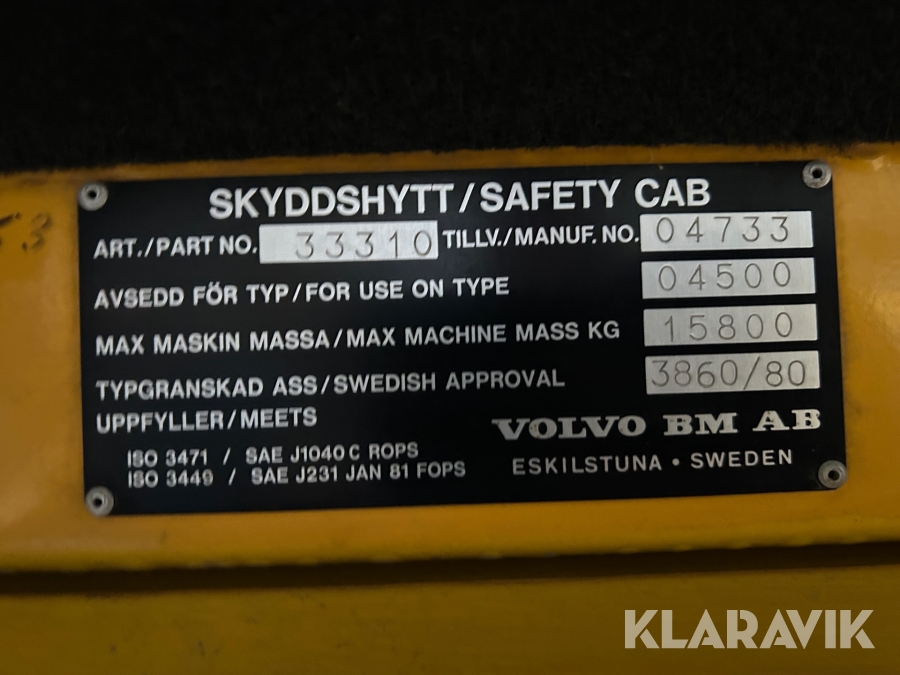 SKYDDSHYTT/SAFETY CAB
ART./PART NO. 33310 TILLV./MANUF. NO. 04733
AVSEDD FÖR TYP/FOR USE ON TYPE 04500
MAX MASKIN MASSA/MAX MACHINE MASS KG 15800
TYPGRANSKAD ASS/SWEDISH APPROVAL 3860/80
UPPFYLLER/MEETS
VOLVO BM AB
ISO 3471 / SAE J1040C ROPS
ISO 3449 / SAE J231 JAN 81 FOPS
ESKILSTUNA • SWEDEN
KLARAVIK